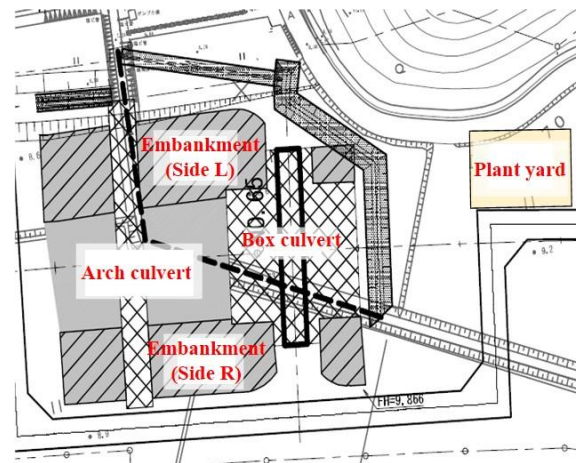 Embankment
(Side L)
Plant yard
Box culvert
Arch culvert
Embankment
(Side R)
FH=9,866